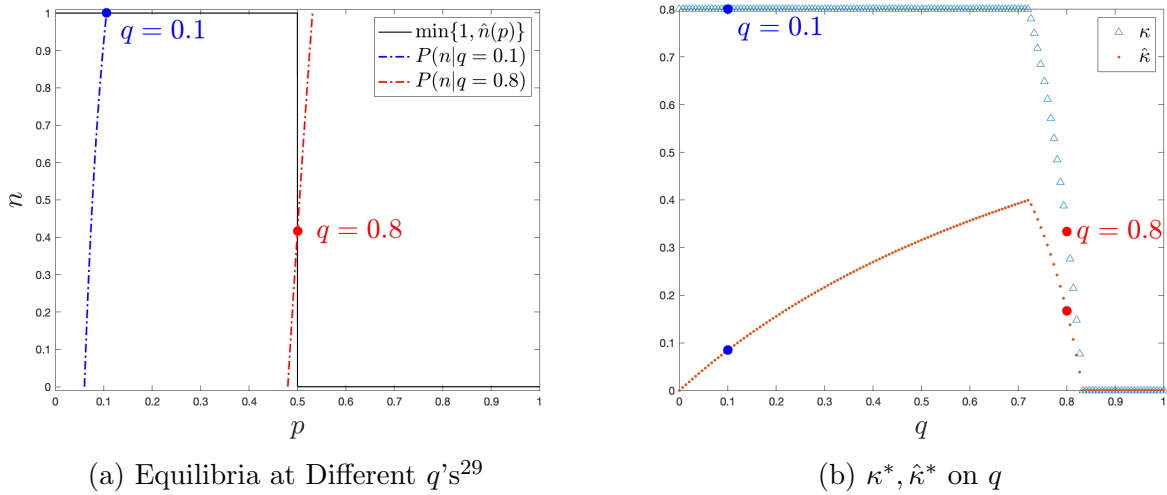 1
0.9
0.8
0.7
0.6
0.5
0.4
0.3
0.2
0.1
0
n
0 0.1 0.2 0.3 0.4 0.5 0.6 0.7 0.8 0.9 1
p
q = 0.1
q = 0.8
min{1, n̂(p)}
P(n|q = 0.1)
P(n|q = 0.8)
(a) Equilibria at Different q's²⁹
0.8
0.7
0.6
0.5
0.4
0.3
0.2
0.1
0
0 0.1 0.2 0.3 0.4 0.5 0.6 0.7 0.8 0.9 1
q
q = 0.1
q = 0.8
κ
κ̂
(b) κ*, κ̂* on q